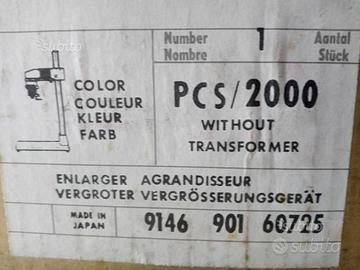 Number 1 Aantal
Nombre Stück
COLOR
COULEUR
KLEUR
FARB
PCS/2000
WITHOUT
TRANSFORMER
ENLARGER AGRANDISSEUR
VERGROTER VERGRÖSSERUNGSGERÄT
MADE IN
JAPAN
9146 901 60725
subito
subito